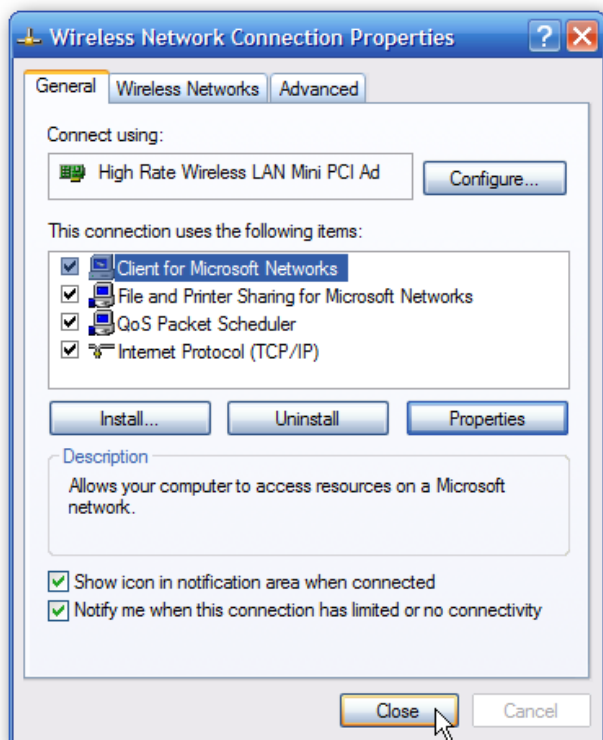 Wireless Network Connection Properties
General Wireless Networks Advanced
Connect using:
High Rate Wireless LAN Mini PCI Ad Configure...
This connection uses the following items:
Client for Microsoft Networks
File and Printer Sharing for Microsoft Networks
QoS Packet Scheduler
Internet Protocol (TCP/IP)
Install... Uninstall Properties
Description
Allows your computer to access resources on a Microsoft
network.
Show icon in notification area when connected
Notify me when this connection has limited or no connectivity
Close Cancel